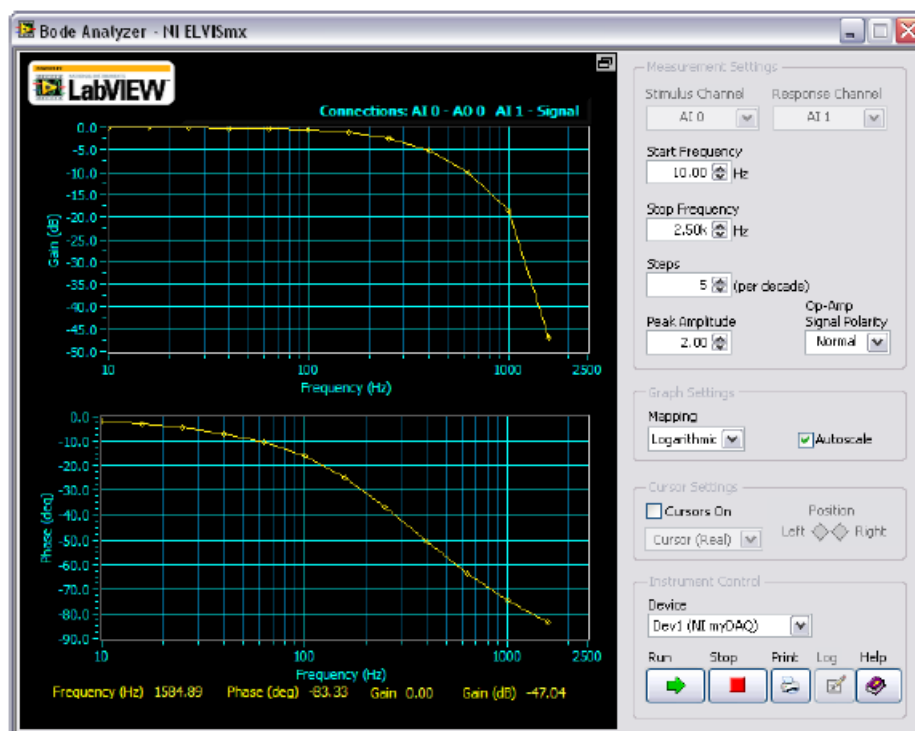 Bode Analyzer - NI ELVISmx
LabVIEW
Connections: AI 0 - AO 0 AI 1 - Signal
0.0
-5.0
-10.0
-15.0
-20.0
-25.0
-30.0
-35.0
-40.0
-45.0
-50.0
Gain (dB)
10 100 1000 2500
Frequency (Hz)
0.0
-10.0
-20.0
-30.0
-40.0
-50.0
-60.0
-70.0
-80.0
-90.0
Phase (deg)
10 100 1000 2500
Frequency (Hz)
Frequency (Hz) 1584.89 Phase (deg) -83.33 Gain 0.00 Gain (dB) -47.04
Measurement Settings
Stimulus Channel Response Channel
AI 0 AI 1
Start Frequency
10.00 Hz
Stop Frequency
2.50k Hz
Steps
5 (per decade)
Peak Amplitude
2.00
Op-Amp
Signal Polarity
Normal
Graph Settings
Mapping
Logarithmic Autoscale
Cursor Settings
Cursors On Position
Cursor (Real) Left Right
Instrument Control
Device
Dev1 (NI myDAQ)
Run Stop Print Log Help